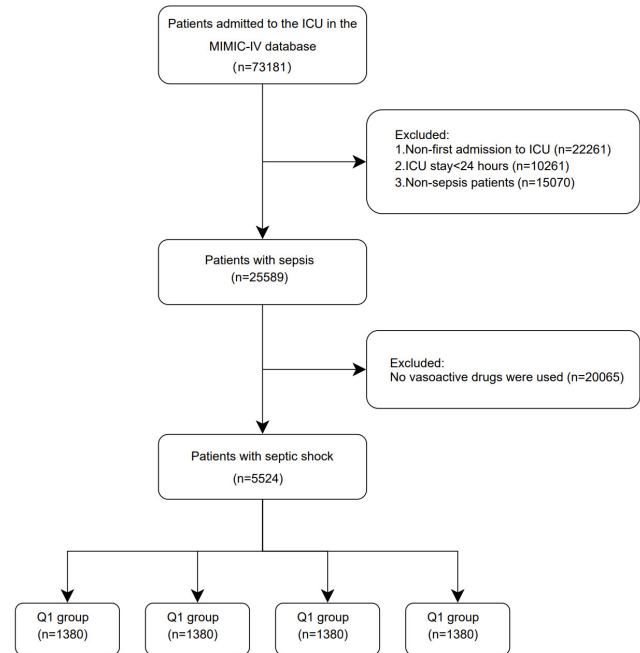 Patients admitted to the ICU in the
MIMIC-IV database
(n=73181)
Excluded:
1.Non-first admission to ICU (n=22261)
2.ICU stay<24 hours (n=10261)
3.Non-sepsis patients (n=15070)
Patients with sepsis
(n=25589)
Excluded:
No vasoactive drugs were used (n=20065)
Patients with septic shock
(n=5524)
Q1 group
(n=1380)
Q1 group
(n=1380)
Q1 group
(n=1380)
Q1 group
(n=1380)